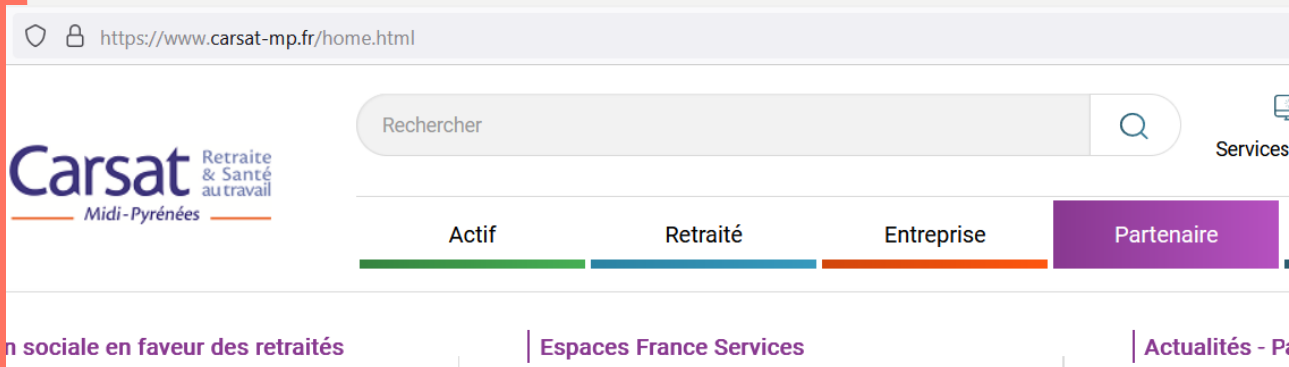 https://www.carsat-mp.fr/home.html
Rechercher
Services
Carsat Retraite
& Santé
au travail
Midi-Pyrénées
Actif Retraité Entreprise Partenaire
n sociale en faveur des retraités Espaces France Services Actualités - Pa